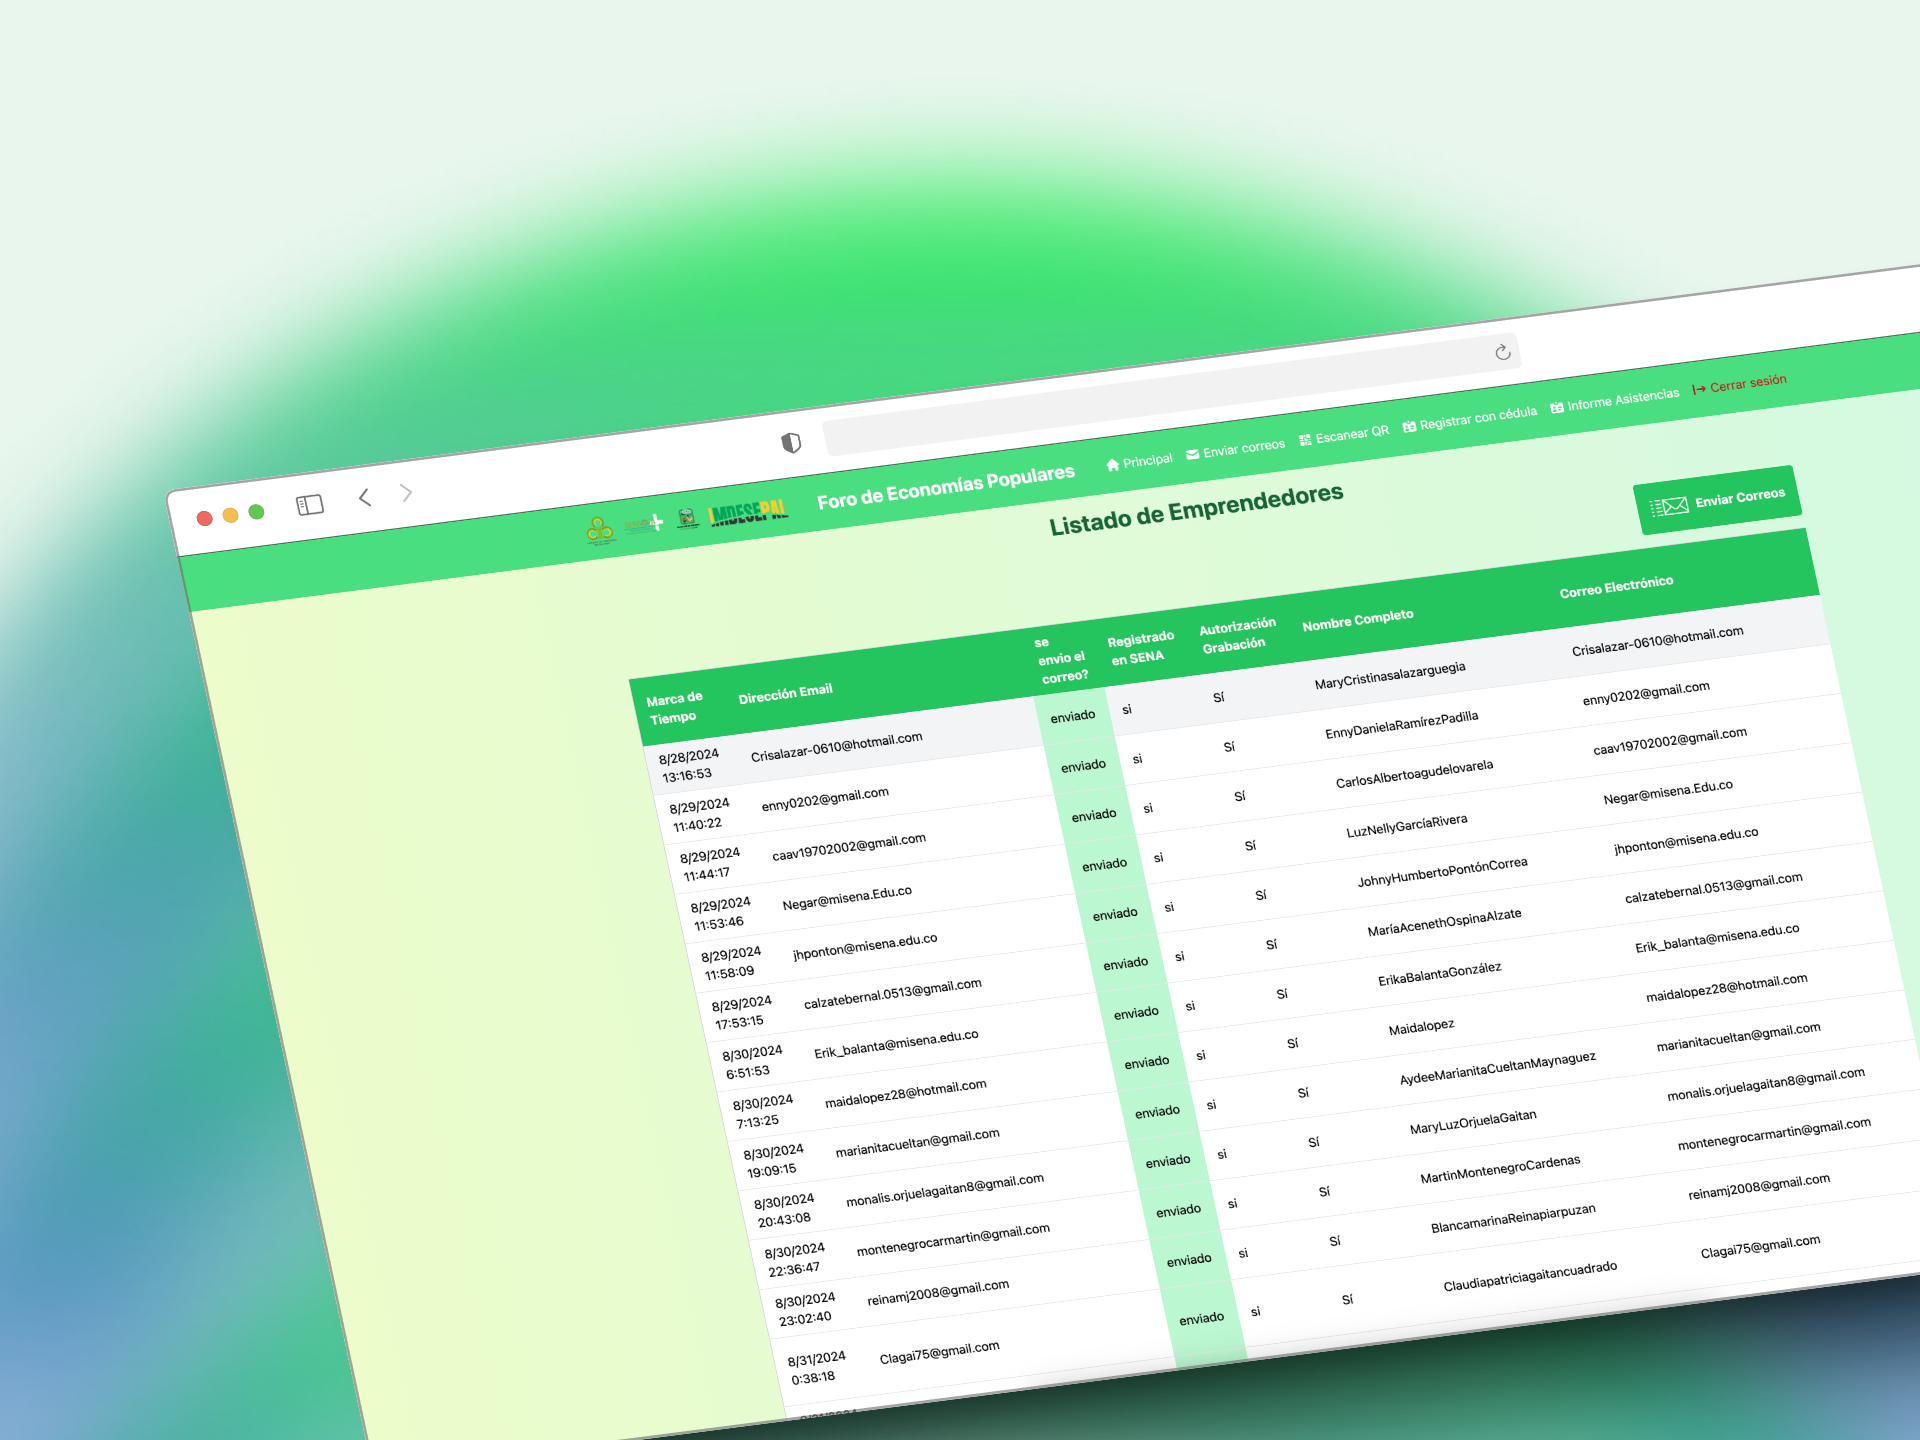 IMDESEPAL
Foro de Economías Populares
Principal
Enviar correos
Escanear QR
Registrar con cédula
Informe Asistencias
Cerrar sesión
Listado de Emprendedores
Enviar Correos
Marca de Tiempo Dirección Email se envio el correo? Registrado en SENA Autorización Grabación Nombre Completo Correo Electrónico
8/28/2024 13:16:53 Crisalazar-0610@hotmail.com enviado si Sí MaryCristinasalazarguegia Crisalazar-0610@hotmail.com
8/29/2024 11:40:22 enny0202@gmail.com enviado si Sí EnnyDanielaRamírezPadilla enny0202@gmail.com
8/29/2024 11:44:17 caav19702002@gmail.com enviado si Sí CarlosAlbertoagudelovarela caav19702002@gmail.com
8/29/2024 11:53:46 Negar@misena.Edu.co enviado si Sí LuzNellyGarcíaRivera Negar@misena.Edu.co
8/29/2024 11:58:09 jhponton@misena.edu.co enviado si Sí JohnyHumbertoPontónCorrea jhponton@misena.edu.co
8/29/2024 17:53:15 calzatebernal.0513@gmail.com enviado si Sí MaríaAcenethOspinaAlzate calzatebernal.0513@gmail.com
8/30/2024 6:51:53 Erik_balanta@misena.edu.co enviado si Sí ErikaBalantaGonzález Erik_balanta@misena.edu.co
8/30/2024 7:13:25 maidalopez28@hotmail.com enviado si Sí Maidalopez maidalopez28@hotmail.com
8/30/2024 19:09:15 marianitacueltan@gmail.com enviado si Sí AydeeMarianitaCueltanMaynaguez marianitacueltan@gmail.com
8/30/2024 20:43:08 monalis.orjuelagaitan8@gmail.com enviado si Sí MaryLuzOrjuelaGaitan monalis.orjuelagaitan8@gmail.com
8/30/2024 22:36:47 montenegrocarmartin@gmail.com enviado si Sí MartinMontenegroCardenas montenegrocarmartin@gmail.com
8/30/2024 23:02:40 reinamj2008@gmail.com enviado si Sí BlancamarinaReinapiarpuzan reinamj2008@gmail.com
8/31/2024 0:38:18 Clagai75@gmail.com enviado si Sí Claudiapatriciagaitancuadrado Clagai75@gmail.com